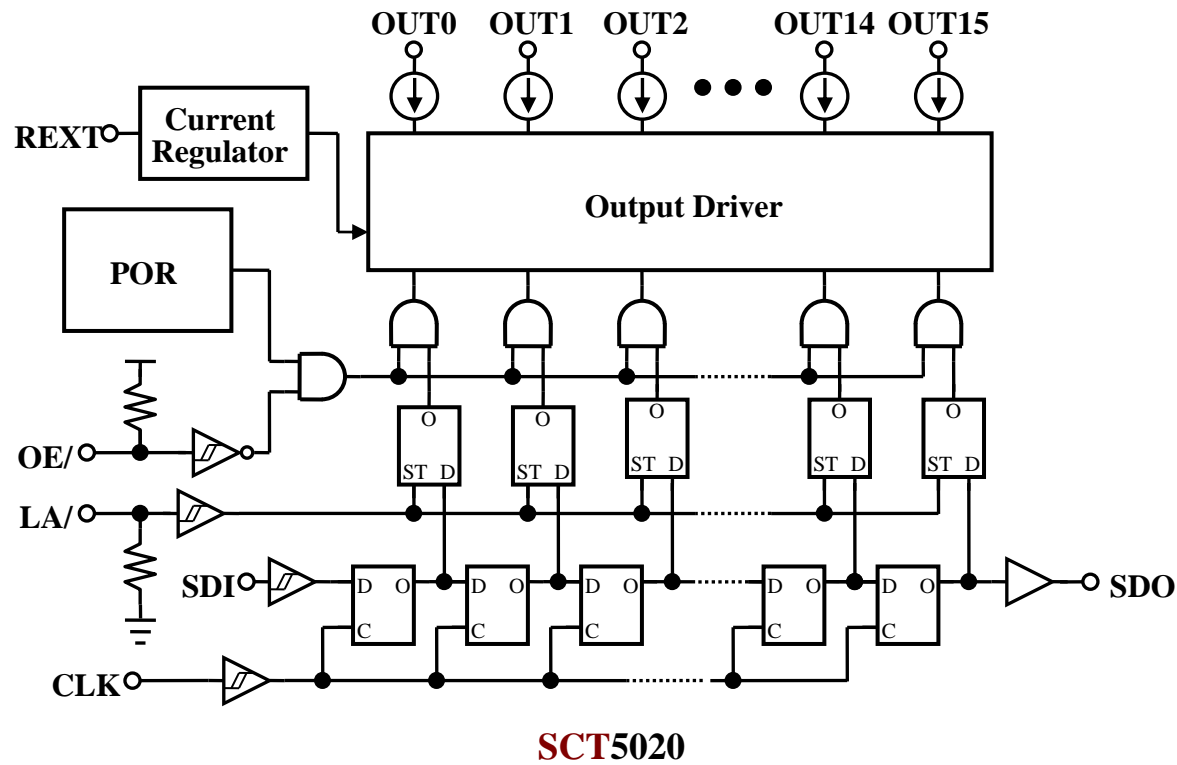 OUT0 OUT1 OUT2 OUT14 OUT15
REXT
Current
Regulator
Output Driver
POR
OE/
O O O O O
ST D ST D ST D ST D ST D
LA/
SDI
D O D O D O D O D O
C C C C C
SDO
CLK
SCT5020